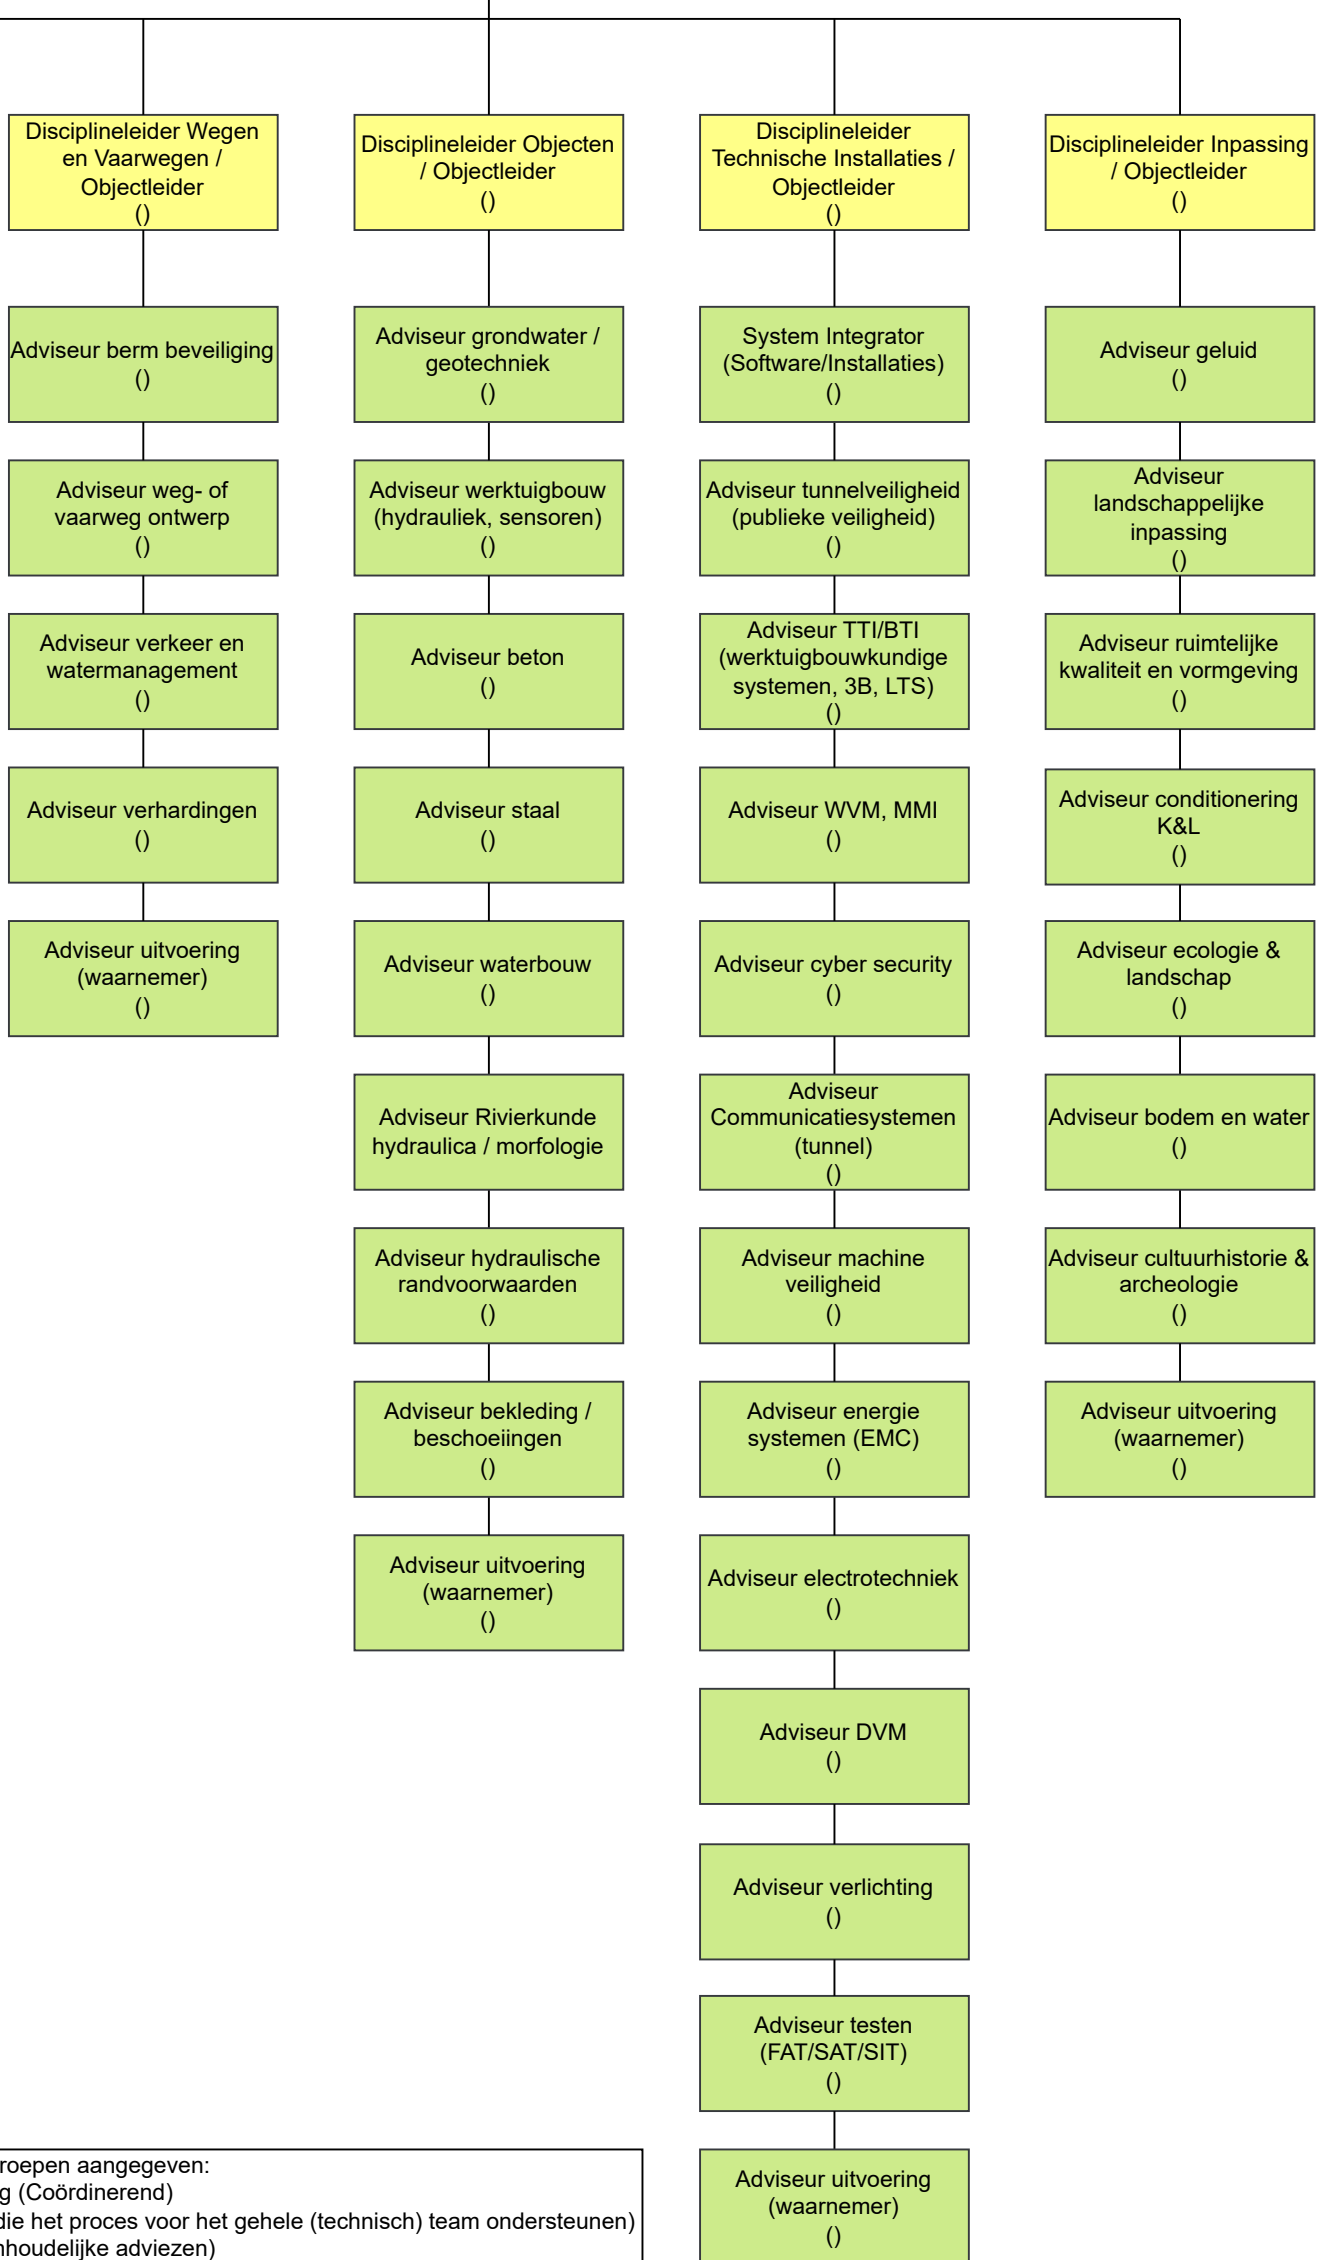 Disciplineleider Wegen
en Vaarwegen /
Objectleider
()
Adviseur berm beveiliging
()
Adviseur weg- of
vaarweg ontwerp
()
Adviseur verkeer en
watermanagement
()
Adviseur verhardingen
()
Adviseur uitvoering
(waarnemer)
()
Disciplineleider Objecten
/ Objectleider
()
Adviseur grondwater /
geotechniek
()
Adviseur werktuigbouw
(hydrauliek, sensoren)
()
Adviseur beton
()
Adviseur staal
()
Adviseur waterbouw
()
Adviseur Rivierkunde
hydraulica / morfologie
Adviseur hydraulische
randvoorwaarden
()
Adviseur bekleding /
beschoeiingen
()
Adviseur uitvoering
(waarnemer)
()
Disciplineleider
Technische Installaties /
Objectleider
()
System Integrator
(Software/Installaties)
()
Adviseur tunnelveiligheid
(publieke veiligheid)
()
Adviseur TTI/BTI
(werktuigbouwkundige
systemen, 3B, LTS)
()
Adviseur WVM, MMI
()
Adviseur cyber security
()
Adviseur
Communicatiesystemen
(tunnel)
()
Adviseur machine
veiligheid
()
Adviseur energie
systemen (EMC)
()
Adviseur electrotechniek
()
Adviseur DVM
()
Adviseur verlichting
()
Adviseur testen
(FAT/SAT/SIT)
()
Adviseur uitvoering
(waarnemer)
()
Disciplineleider Inpassing
/ Objectleider
()
Adviseur geluid
()
Adviseur
landschappelijke
inpassing
()
Adviseur ruimtelijke
kwaliteit en vormgeving
()
Adviseur conditionering
K&L
()
Adviseur ecologie &
landschap
()
Adviseur bodem en water
()
Adviseur cultuurhistorie &
archeologie
()
Adviseur uitvoering
(waarnemer)
()
roepen aangegeven:
g (Coördinerend)
die het proces voor het gehele (technisch) team ondersteunen)
nhoudelijke adviezen)